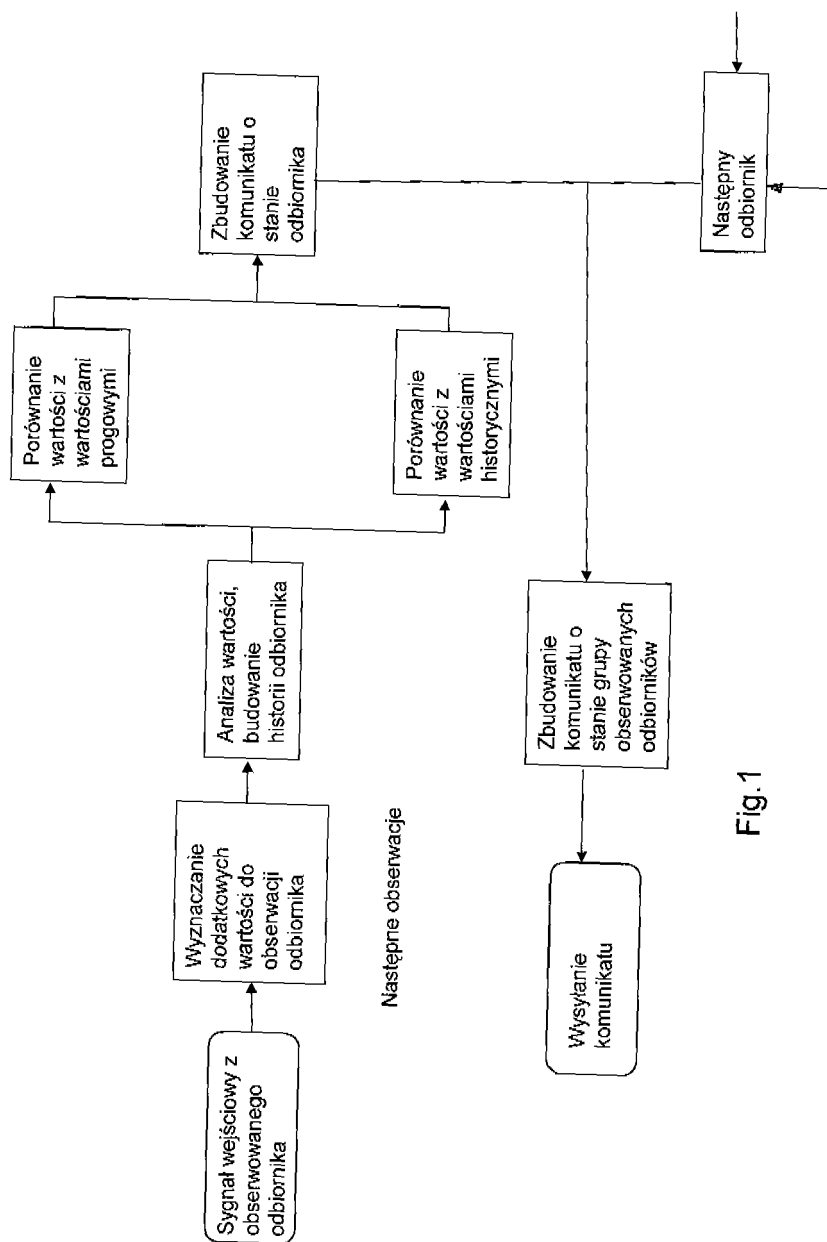 Sygnał wejściowy z
obserwowanego
odbiornika
Wyznaczanie
dodatkowych
wartości do
obserwacji
odbiornika
Analiza wartości,
budowanie
historii odbiornika
Porównanie
wartości z
wartościami
progowymi
Porównanie
wartości z
wartościami
historycznymi
Zbudowanie
komunikatu o
stanie
odbiornika
Następne obserwacje
Następny
odbiornik
Zbudowanie
komunikatu o
stanie grupy
obserwowanych
odbiorników
Wysyłanie
komunikatu
Fig.1